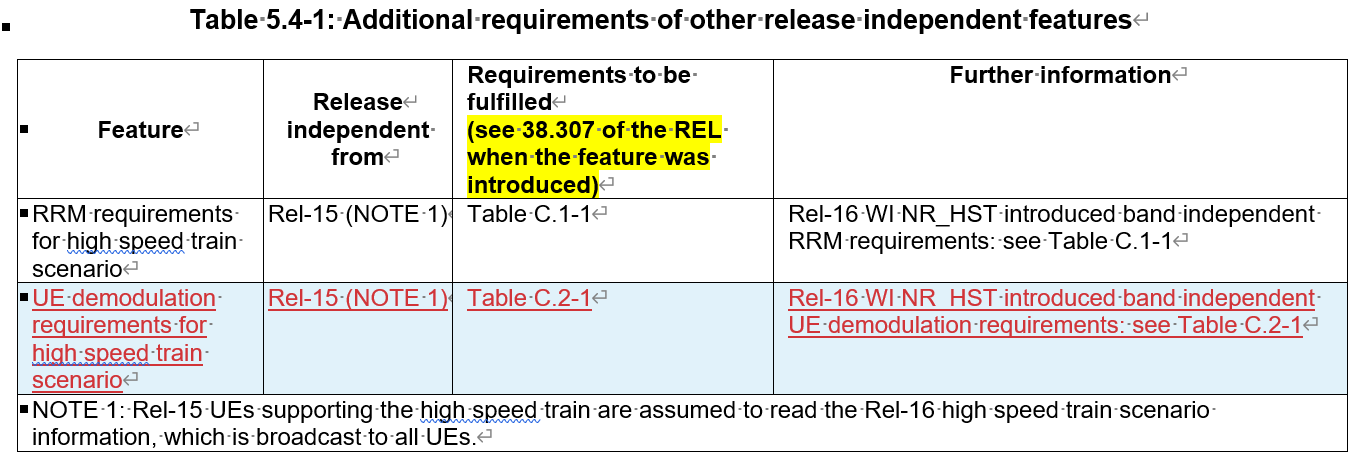 Table 5.4-1: Additional requirements of other release independent features
Feature
Release
independent
from
Requirements to be
fulfilled
(see 38.307 of the REL
when the feature was
introduced)
Further information
RRM requirements
for high speed train
scenario
Rel-15 (NOTE 1)
Table C.1-1
Rel-16 WI NR_HST introduced band independent
RRM requirements: see Table C.1-1
UE demodulation
requirements for
high speed train
scenario
Rel-15 (NOTE 1)
Table C.2-1
Rel-16 WI NR_HST introduced band independent
UE demodulation requirements: see Table C.2-1
NOTE 1: Rel-15 UEs supporting the high speed train are assumed to read the Rel-16 high speed train scenario
information, which is broadcast to all UEs.